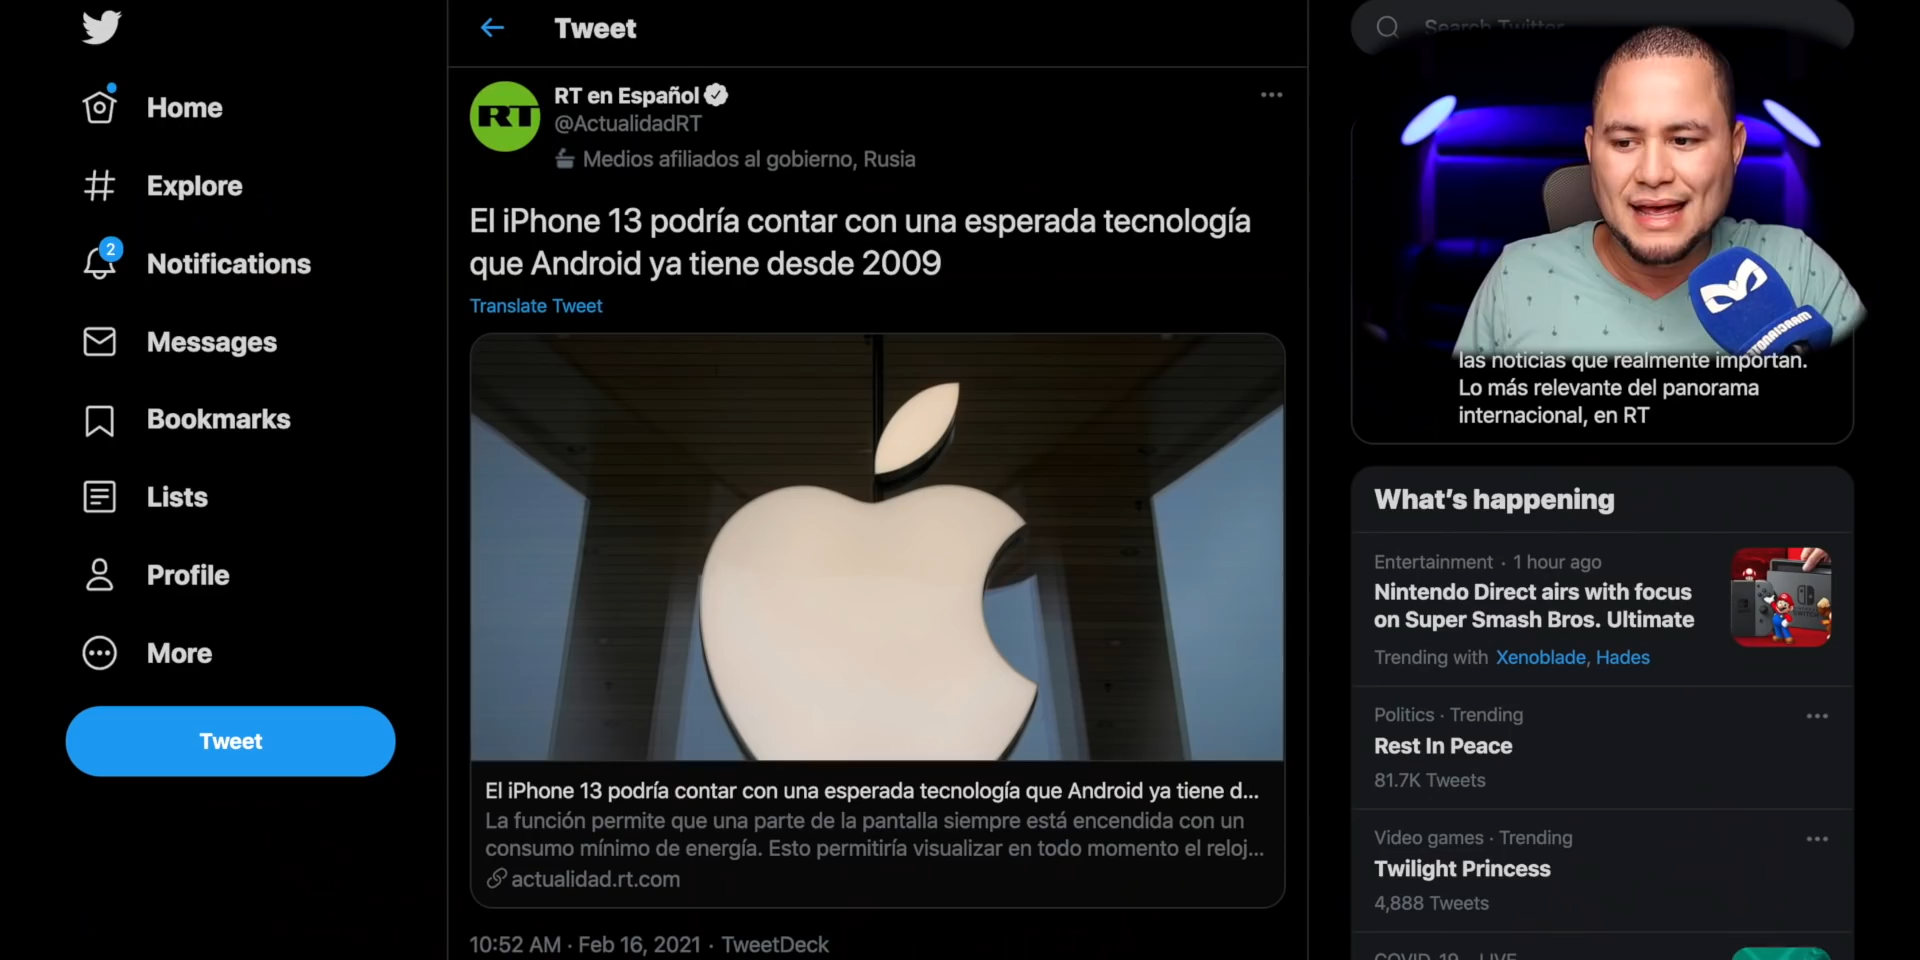 Home
Explore
2
Notifications
Messages
Bookmarks
Lists
Profile
More
Tweet
Tweet
RT
RT en Español
@ActualidadRT
Medios afiliados al gobierno, Rusia
El iPhone 13 podría contar con una esperada tecnología
que Android ya tiene desde 2009
Translate Tweet
El iPhone 13 podría contar con una esperada tecnología que Android ya tiene d...
La función permite que una parte de la pantalla siempre está encendida con un
consumo mínimo de energía. Esto permitiría visualizar en todo momento el reloj...
actualidad.rt.com
10:52 AM · Feb 16, 2021 · TweetDeck
Search Twitter
las noticias que realmente importan.
Lo más relevante del panorama
internacional, en RT
What's happening
Entertainment · 1 hour ago
Nintendo Direct airs with focus
on Super Smash Bros. Ultimate
Trending with Xenoblade, Hades
Politics · Trending
Rest In Peace
81.7K Tweets
Video games · Trending
Twilight Princess
4,888 Tweets
COVID-19 · LIVE